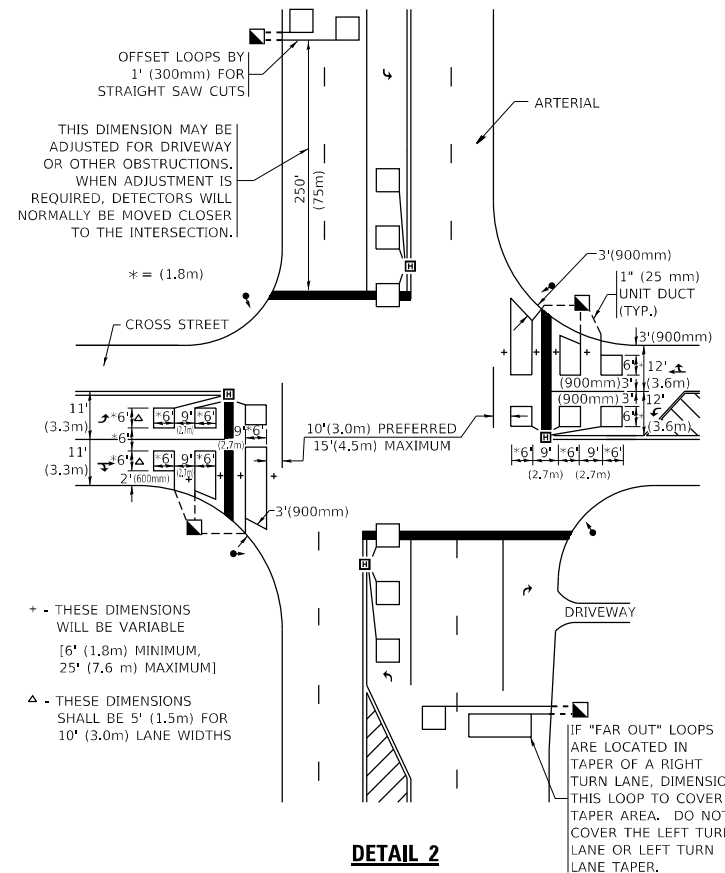 OFFSET LOOPS BY
1' (300mm) FOR
STRAIGHT SAW CUTS
ARTERIAL
THIS DIMENSION MAY BE
ADJUSTED FOR DRIVEWAY
OR OTHER OBSTRUCTIONS.
WHEN ADJUSTMENT IS
REQUIRED, DETECTORS WILL
NORMALLY BE MOVED CLOSER
TO THE INTERSECTION.
250'
(75m)
* = (1.8m)
H
3'(900mm)
1" (25 mm)
UNIT DUCT
(TYP.)
CROSS STREET
3'(900mm)
+ + + +
6' 12'
(3.6m)
(900mm) 3'
(900mm) 3' 12'
6' (3.6m)
H
*6' 9' *6' 9' *6'
(2.7m) (2.7m)
H
11'
(3.3m)
*6' Δ *6' 9' *6'
(2.7m)
*6'
9' *6'
(2.7m)
10'(3.0m) PREFERRED
15'(4.5m) MAXIMUM
11'
(3.3m)
*6' Δ *6' 9' *6'
(2.7m)
2'(600mm) + + +
3'(900mm)
H
+ - THESE DIMENSIONS
WILL BE VARIABLE
[6' (1.8m) MINIMUM,
25' (7.6 m) MAXIMUM]
DRIVEWAY
Δ - THESE DIMENSIONS
SHALL BE 5' (1.5m) FOR
10' (3.0m) LANE WIDTHS
IF "FAR OUT" LOOPS
ARE LOCATED IN
TAPER OF A RIGHT
TURN LANE, DIMENSIO
THIS LOOP TO COVER
TAPER AREA. DO NOT
COVER THE LEFT TUR
LANE OR LEFT TURN
LANE TAPER.
DETAIL 2